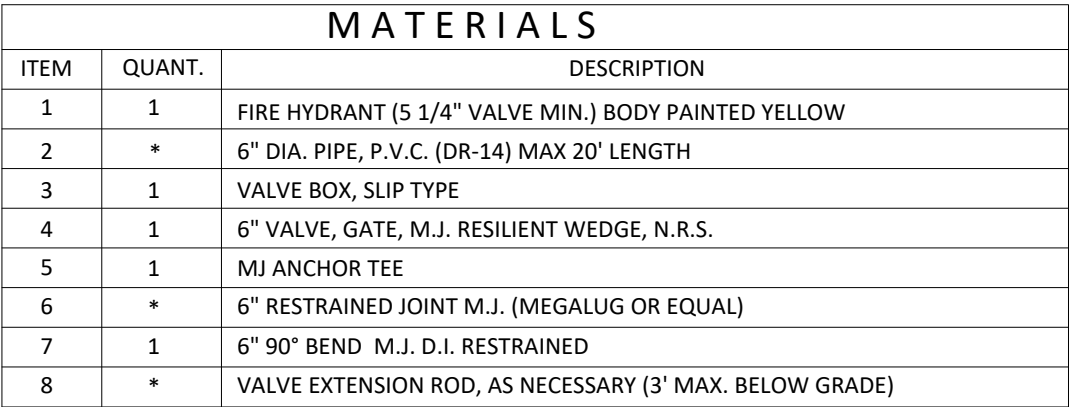 MATERIALS
ITEM QUANT. DESCRIPTION
1 1 FIRE HYDRANT (5 1/4" VALVE MIN.) BODY PAINTED YELLOW
2 * 6" DIA. PIPE, P.V.C. (DR-14) MAX 20' LENGTH
3 1 VALVE BOX, SLIP TYPE
4 1 6" VALVE, GATE, M.J. RESILIENT WEDGE, N.R.S.
5 1 MJ ANCHOR TEE
6 * 6" RESTRAINED JOINT M.J. (MEGALUG OR EQUAL)
7 1 6" 90° BEND M.J. D.I. RESTRAINED
8 * VALVE EXTENSION ROD, AS NECESSARY (3' MAX. BELOW GRADE)